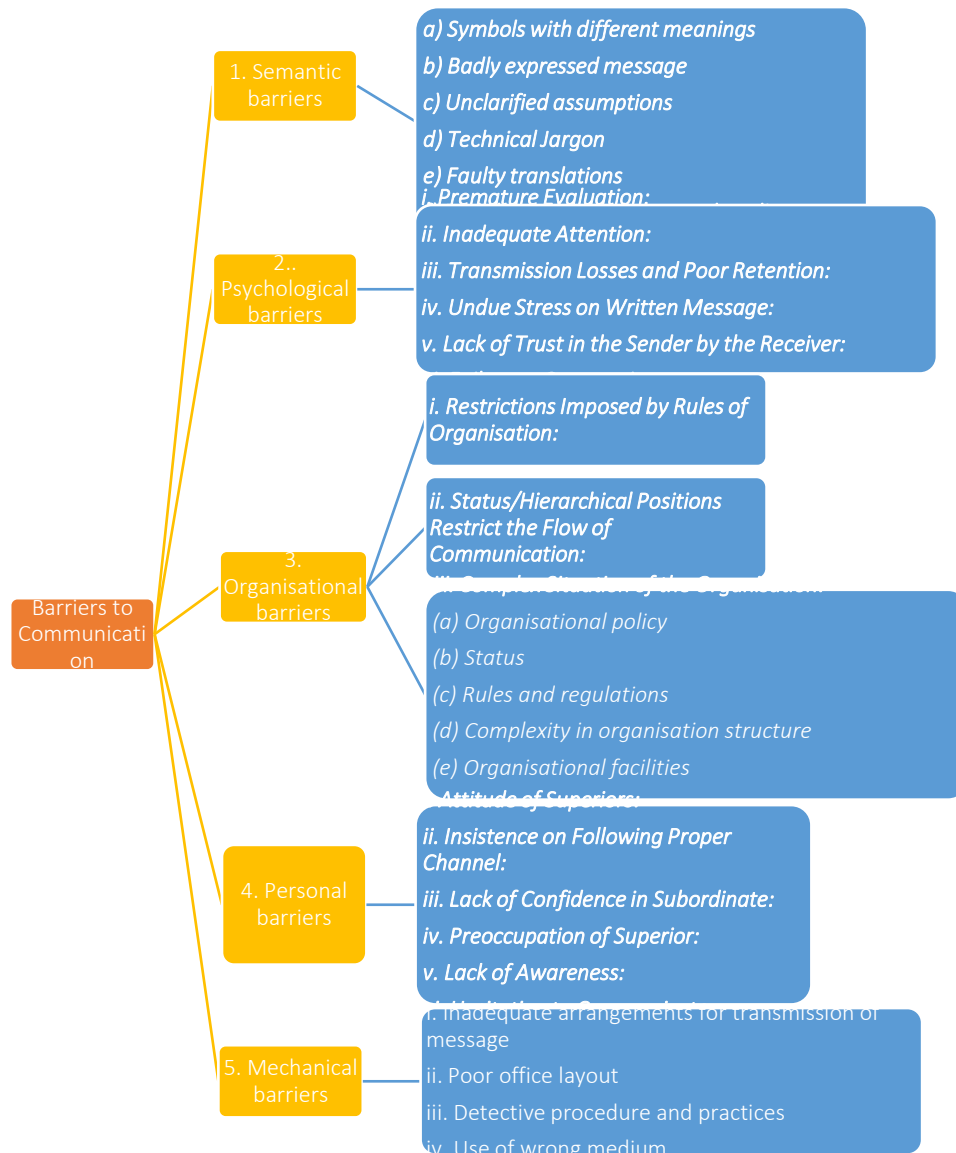 a) Symbols with different meanings
b) Badly expressed message
c) Unclarified assumptions
d) Technical Jargon
e) Faulty translations
1. Semantic
barriers
i. Premature Evaluation:
ii. Inadequate Attention:
iii. Transmission Losses and Poor Retention:
iv. Undue Stress on Written Message:
v. Lack of Trust in the Sender by the Receiver:
2..
Psychological
barriers
i. Restrictions Imposed by Rules of
Organisation:
ii. Status/Hierarchical Positions
Restrict the Flow of
Communication:
3.
Organisational
barriers
iii. Complex Situation of the Organisation:
(a) Organisational policy
(b) Status
(c) Rules and regulations
(d) Complexity in organisation structure
(e) Organisational facilities
Barriers to
Communicati
on
Attitude of Superiors:
ii. Insistence on Following Proper
Channel:
iii. Lack of Confidence in Subordinate:
iv. Preoccupation of Superior:
v. Lack of Awareness:
4. Personal
barriers
i. Inadequate arrangements for transmission of
message
ii. Poor office layout
iii. Detective procedure and practices
iv. Use of wrong medium
5. Mechanical
barriers